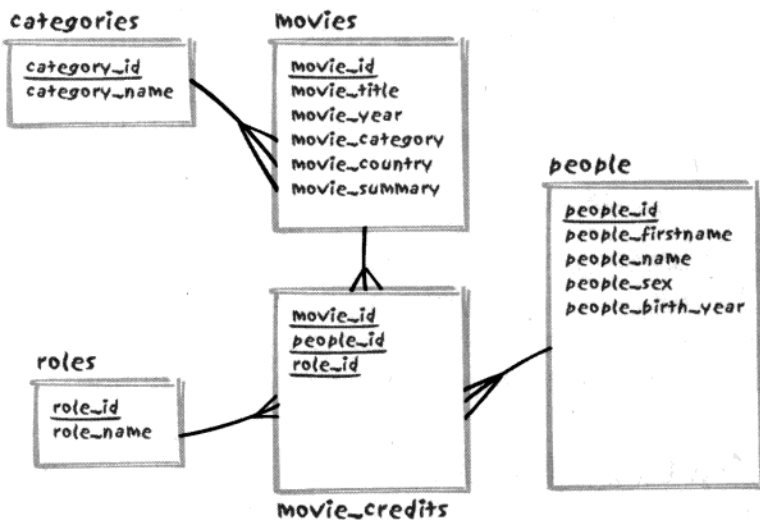 categories
category_id
category_name
movies
movie_id
movie_title
movie_year
movie_category
movie_country
movie_summary
people
people_id
people_firstname
people_name
people_sex
people_birth_year
movie_id
people_id
role_id
movie_credits
roles
role_id
role_name